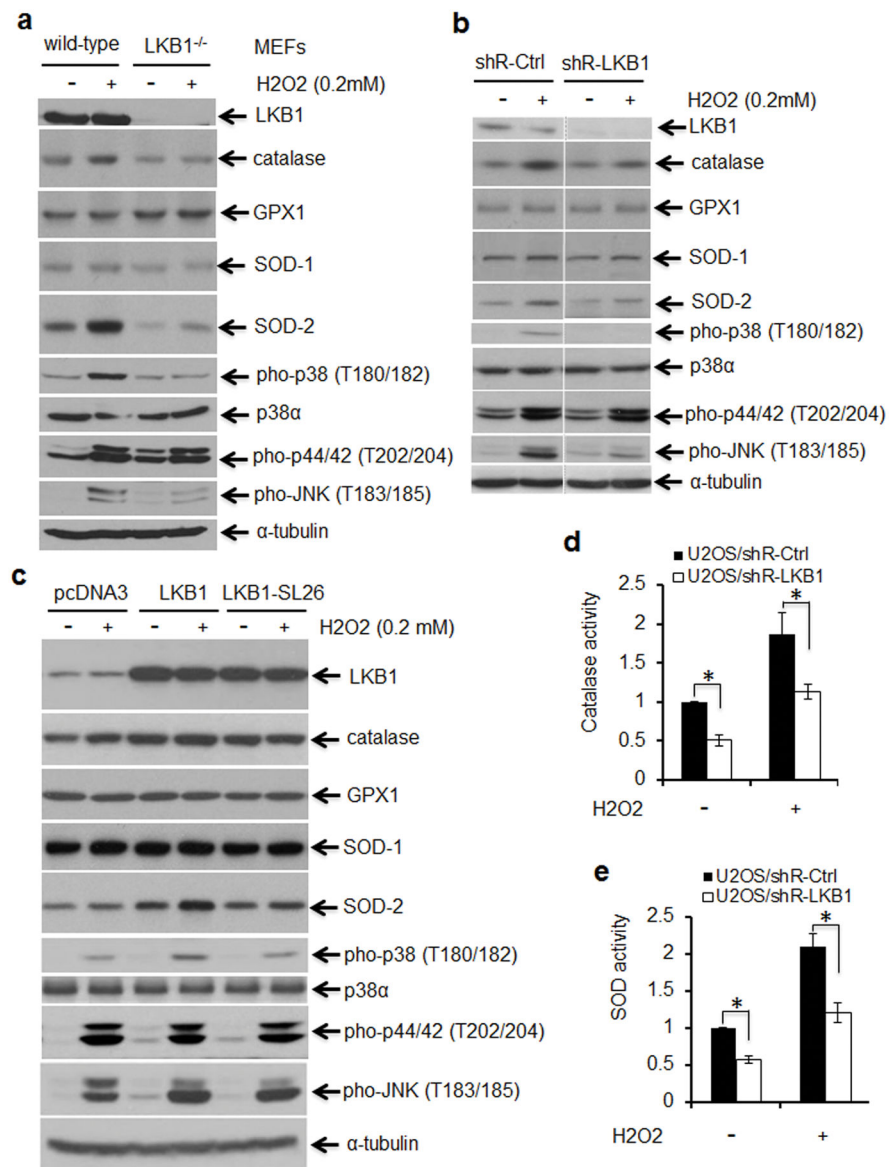 a
wild-type LKB1-/- MEFs
- + - + H2O2 (0.2mM)
LKB1
catalase
GPX1
SOD-1
SOD-2
pho-p38 (T180/182)
p38α
pho-p44/42 (T202/204)
pho-JNK (T183/185)
α-tubulin
b
shR-Ctrl shR-LKB1
- + - + H2O2 (0.2mM)
LKB1
catalase
GPX1
SOD-1
SOD-2
pho-p38 (T180/182)
p38α
pho-p44/42 (T202/204)
pho-JNK (T183/185)
α-tubulin
c
pcDNA3 LKB1 LKB1-SL26
- + - + - + H2O2 (0.2 mM)
LKB1
catalase
GPX1
SOD-1
SOD-2
pho-p38 (T180/182)
p38α
pho-p44/42 (T202/204)
pho-JNK (T183/185)
α-tubulin
d
U2OS/shR-Ctrl
U2OS/shR-LKB1
Catalase activity
2.5
2
1.5
1
0.5
0
* *
H2O2 - +
e
U2OS/shR-Ctrl
U2OS/shR-LKB1
SOD activity
2.5
2
1.5
1
0.5
0
* *
H2O2 - +